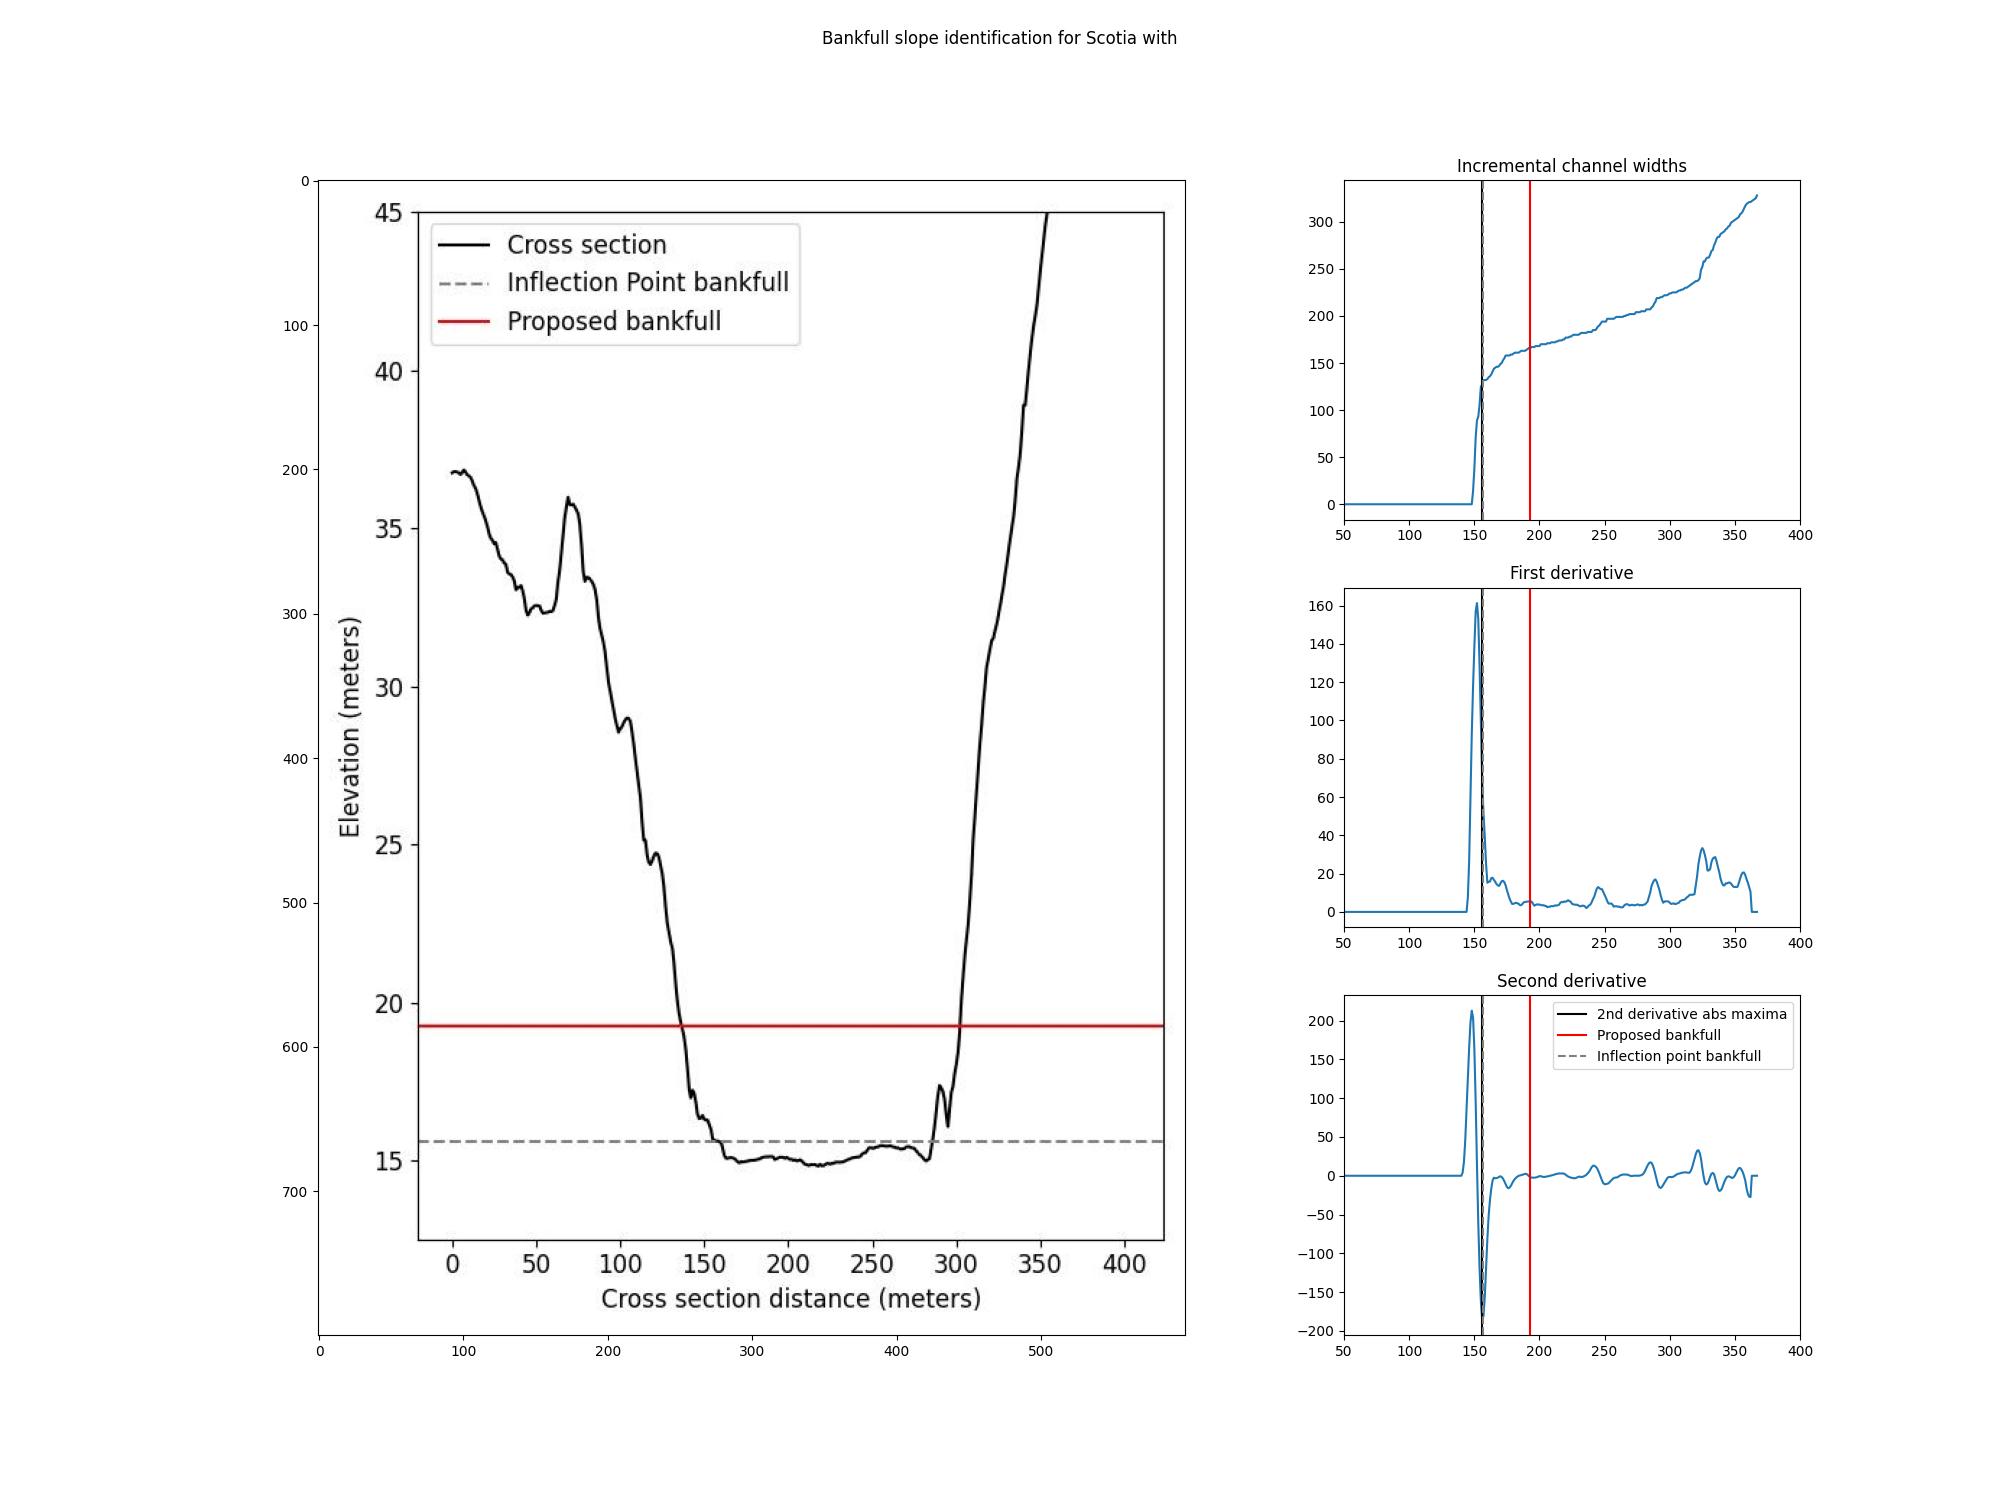 Bankfull slope identification for Scotia with
0
100
200
300
400
500
600
700
0
100
200
300
400
500
45
40
35
30
25
20
15
Elevation (meters)
Cross section
Inflection Point bankfull
Proposed bankfull
0 50 100 150 200 250 300 350 400
Cross section distance (meters)
Incremental channel widths
300
250
200
150
100
50
0
50 100 150 200 250 300 350 400
First derivative
160
140
120
100
80
60
40
20
0
50 100 150 200 250 300 350 400
Second derivative
200
150
100
50
0
−50
−100
−150
−200
2nd derivative abs maxima
Proposed bankfull
Inflection point bankfull
50 100 150 200 250 300 350 400